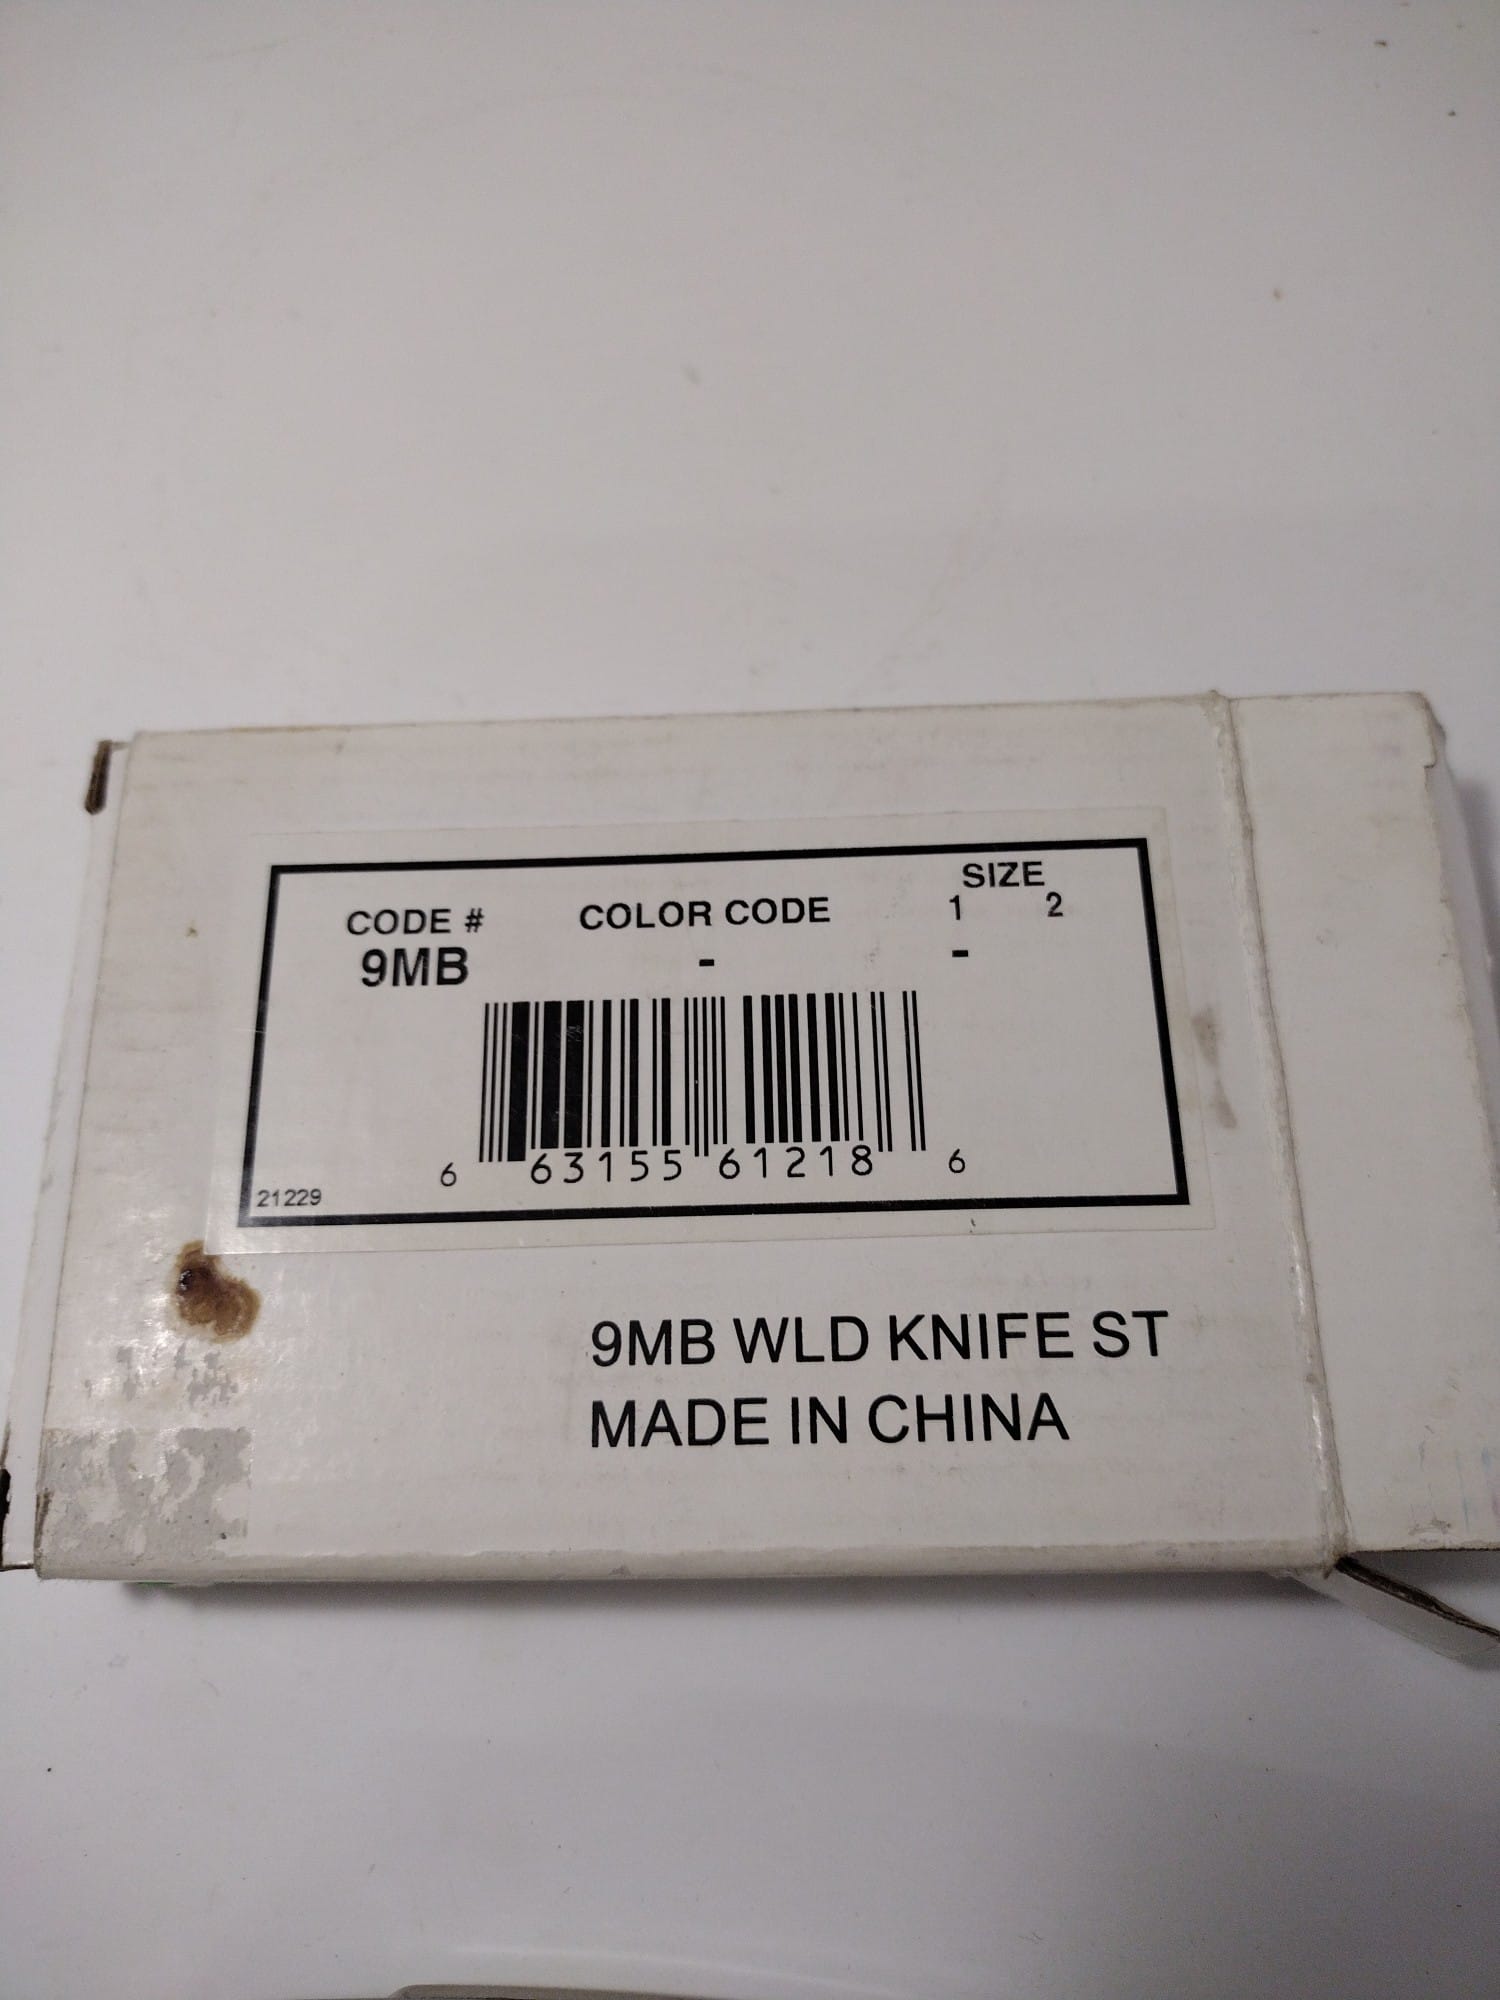 CODE # COLOR CODE SIZE
1 2
9MB - -
6 63155 61218 6
21229
9MB WLD KNIFE ST
MADE IN CHINA